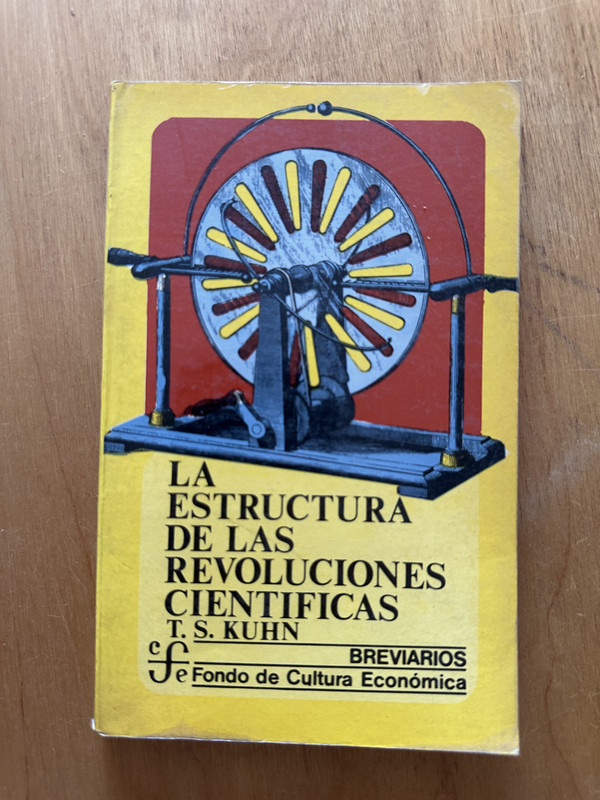 LA
ESTRUCTURA
DE LAS
REVOLUCIONES
CIENTIFICAS
T. S. KUHN
BREVIARIOS
cfe
Fondo de Cultura Económica